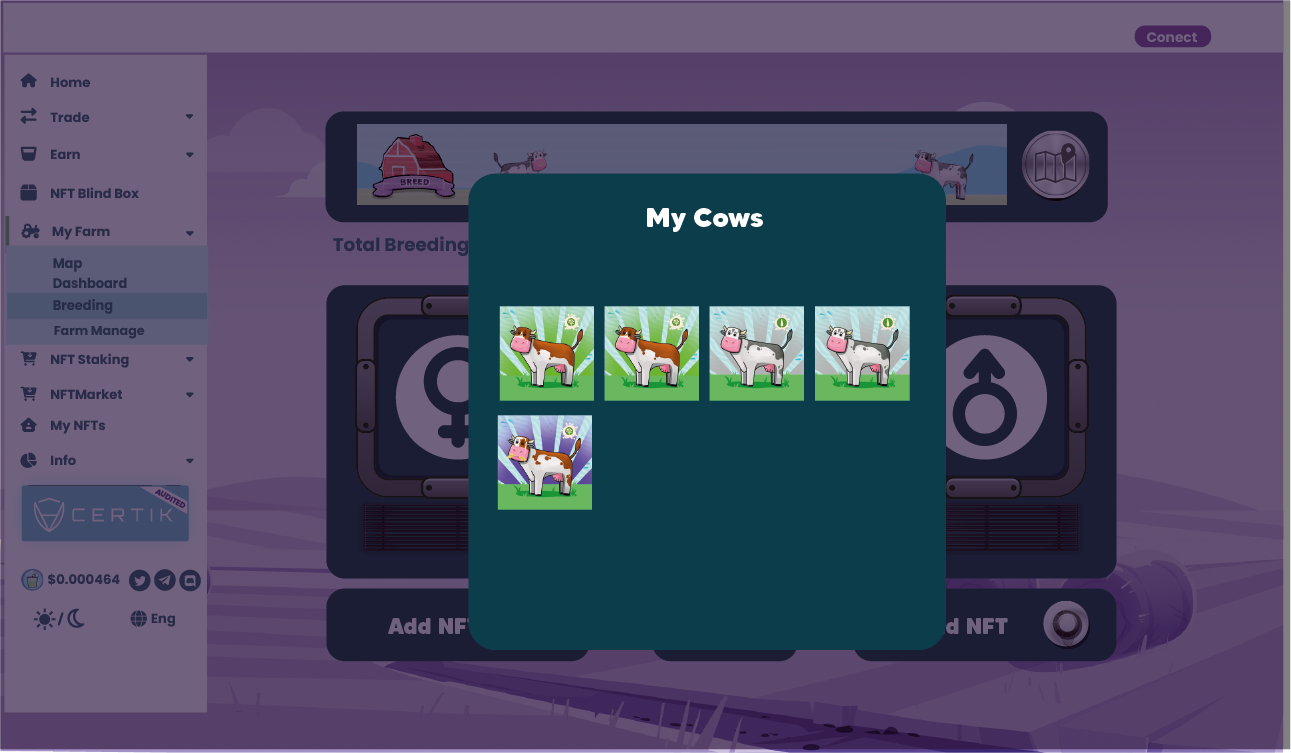 Conect
Home
Trade
Earn
NFT Blind Box
My Farm
Map
Dashboard
Breeding
Farm Manage
NFT Staking
NFTMarket
My NFTs
Info
AUDITED
CERTIK
$0.000464
/
Eng
BREED
Total Breeding
My Cows
Add NF
d NFT